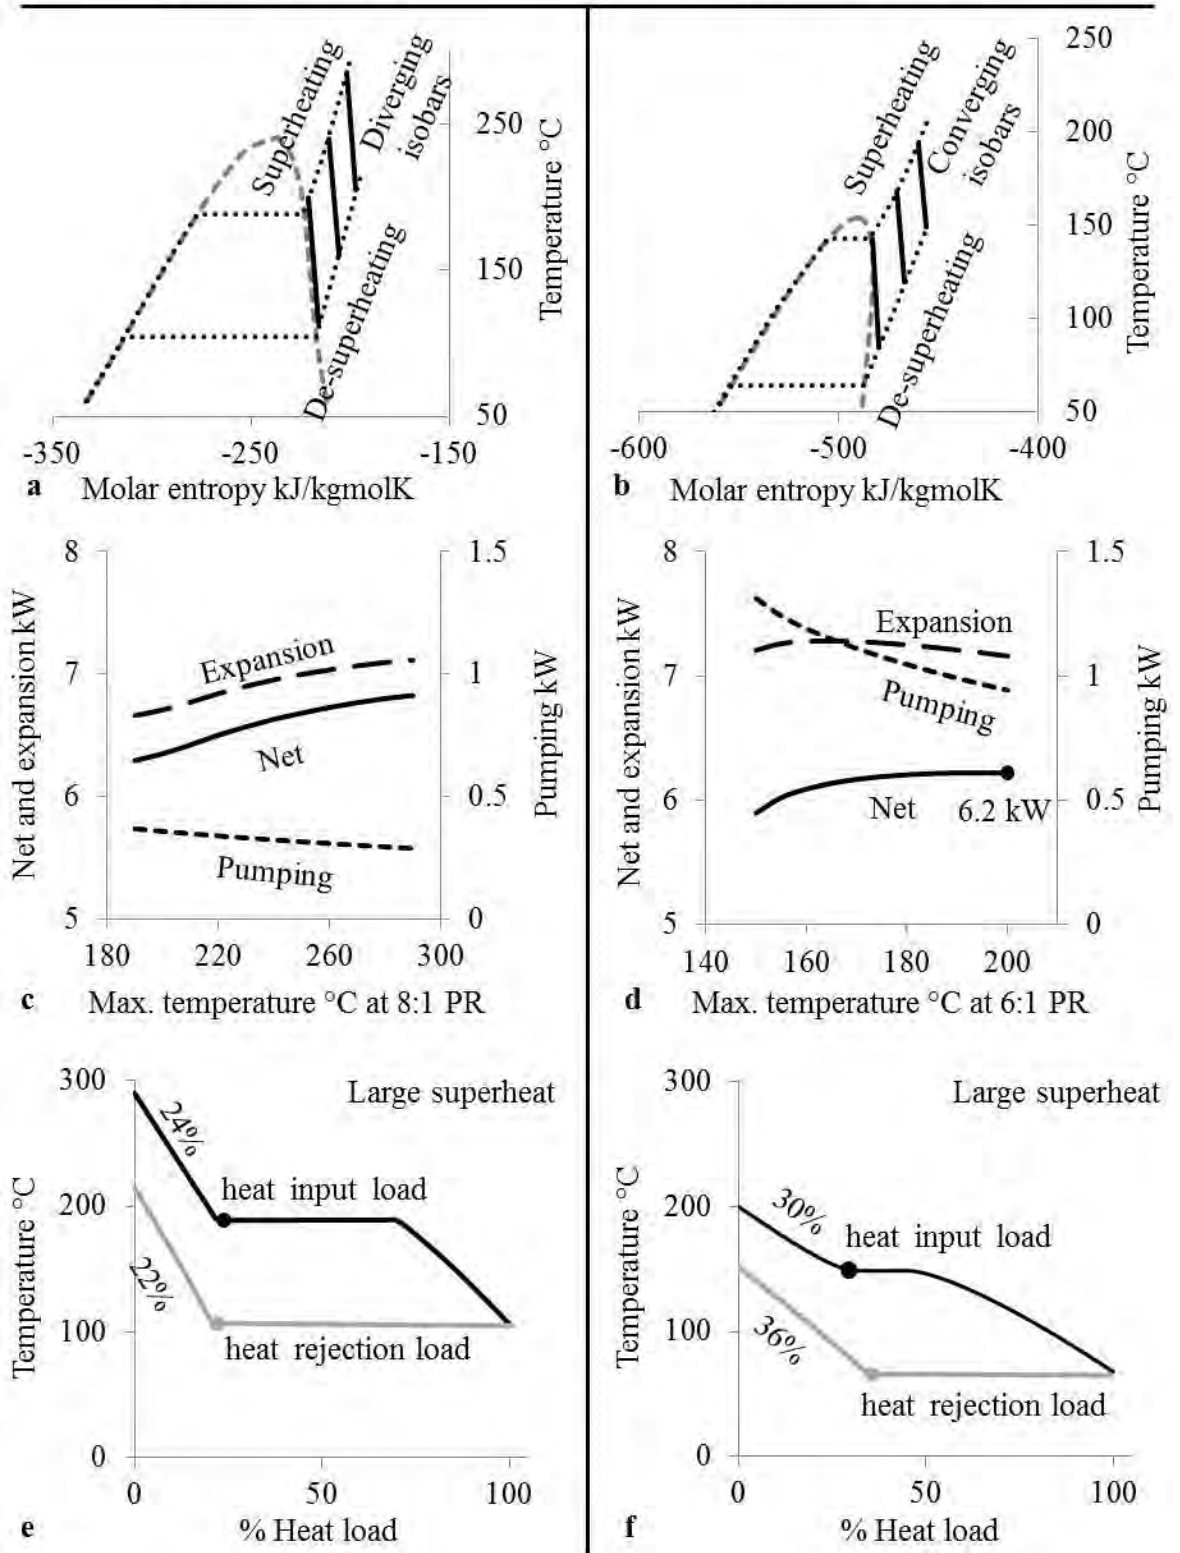 Superheating
Diverging
isobars
De-superheating
250
150
50
Temperature °C
-350
-250
-150
a
Molar entropy kJ/kgmolK
Superheating
Converging
isobars
De-superheating
250
200
150
100
50
Temperature °C
-600
-500
-400
b
Molar entropy kJ/kgmolK
8
7
6
5
Net and expansion kW
1.5
1
0.5
0
Pumping kW
Expansion
Net
Pumping
180
220
260
300
c
Max. temperature °C at 8:1 PR
8
7
6
5
Net and expansion kW
1.5
1
0.5
0
Pumping kW
Expansion
Pumping
Net
6.2 kW
140
160
180
200
d
Max. temperature °C at 6:1 PR
300
200
100
0
Temperature °C
Large superheat
24%
heat input load
22%
heat rejection load
0
50
100
e
% Heat load
300
200
100
0
Temperature °C
Large superheat
30%
heat input load
36%
heat rejection load
0
50
100
f
% Heat load